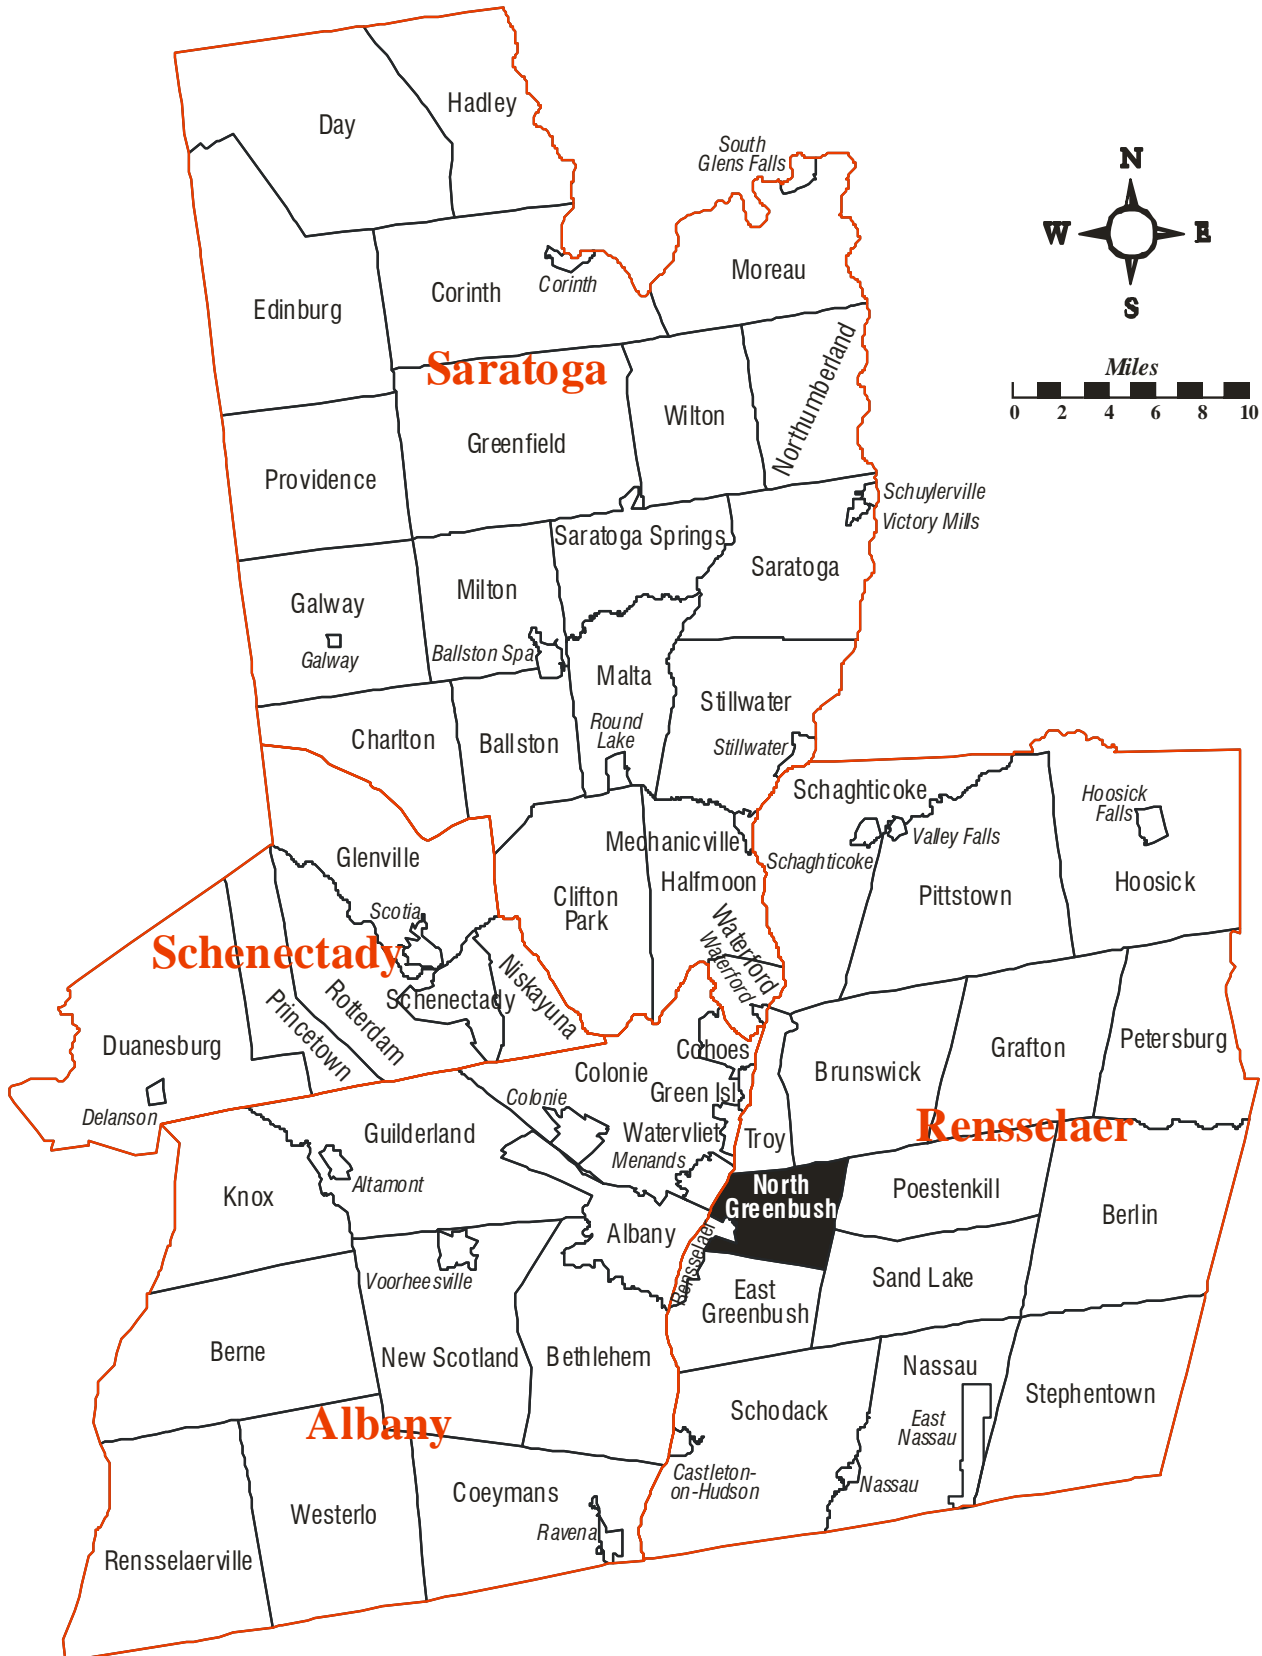 Hadley
Day
South
Glens Falls
N
W
E
S
Moreau
Corinth
Corinth
Edinburg
Miles
0 2 4 6 8 10
Saratoga
Northumberland
Wilton
Greenfield
Providence
Schuylerville
Victory Mills
Saratoga Springs
Saratoga
Milton
Galway
Galway
Ballston Spa
Malta
Stillwater
Round
Lake
Stillwater
Charlton
Ballston
Schaghticoke
Hoosick
Falls
Mechanicville
Valley Falls
Schaghticoke
Glenville
Halfmoon
Hoosick
Clifton
Park
Pittstown
Scotia
Waterford
Waterford
Schenectady
Niskayuna
Schenectady
Rotterdam
Princetown
Duanesburg
Cohoes
Grafton
Petersburg
Colonie
Brunswick
Green Isl
Colonie
Delanson
Rensselaer
Guilderland
Watervliet
Troy
Menands
Altamont
Knox
North
Greenbush
Poestenkill
Berlin
Albany
Rensselaer
Voorheesville
Sand Lake
East
Greenbush
Berne
New Scotland
Bethlehem
Nassau
Stephentown
Albany
Schodack
East
Nassau
Castleton-
on-Hudson
Nassau
Coeymans
Westerlo
Ravena
Rensselaerville